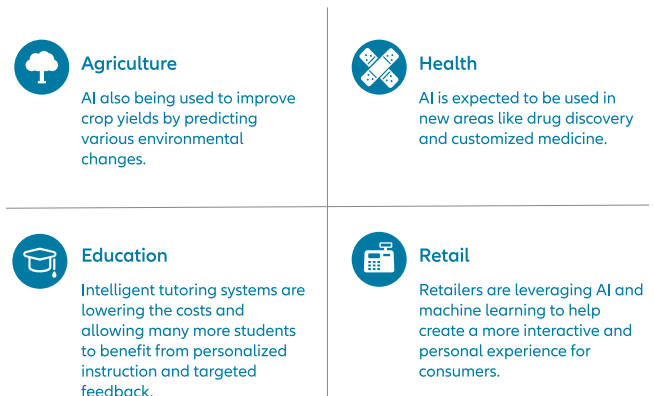 Agriculture
AI also being used to improve
crop yields by predicting
various environmental
changes.
Health
AI is expected to be used in
new areas like drug discovery
and customized medicine.
Education
Intelligent tutoring systems are
lowering the costs and
allowing many more students
to benefit from personalized
instruction and targeted
feedback.
Retail
Retailers are leveraging AI and
machine learning to help
create a more interactive and
personal experience for
consumers.